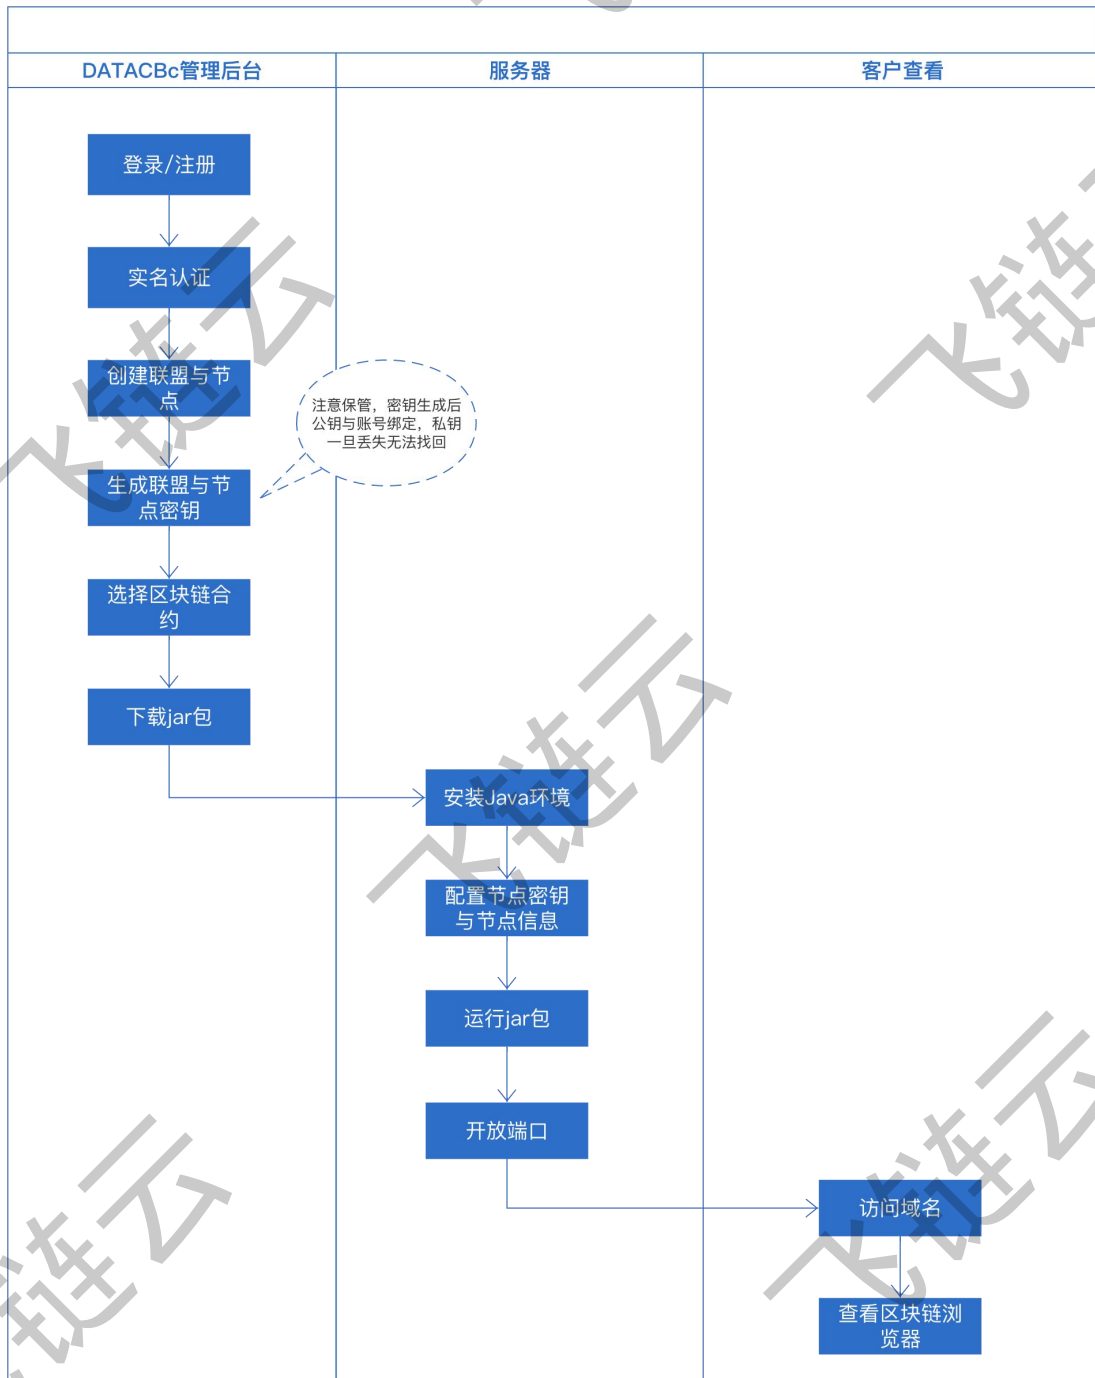 DATACBc管理后台
服务器
客户查看
登录/注册
实名认证
创建联盟与节
点
注意保管，密钥生成后
公钥与账号绑定，私钥
一旦丢失无法找回
生成联盟与节
点密钥
选择区块链合
约
下载jar包
安装Java环境
配置节点密钥
与节点信息
运行jar包
开放端口
访问域名
查看区块链浏
览器
飞链云
飞链
飞链云
飞链云
链云